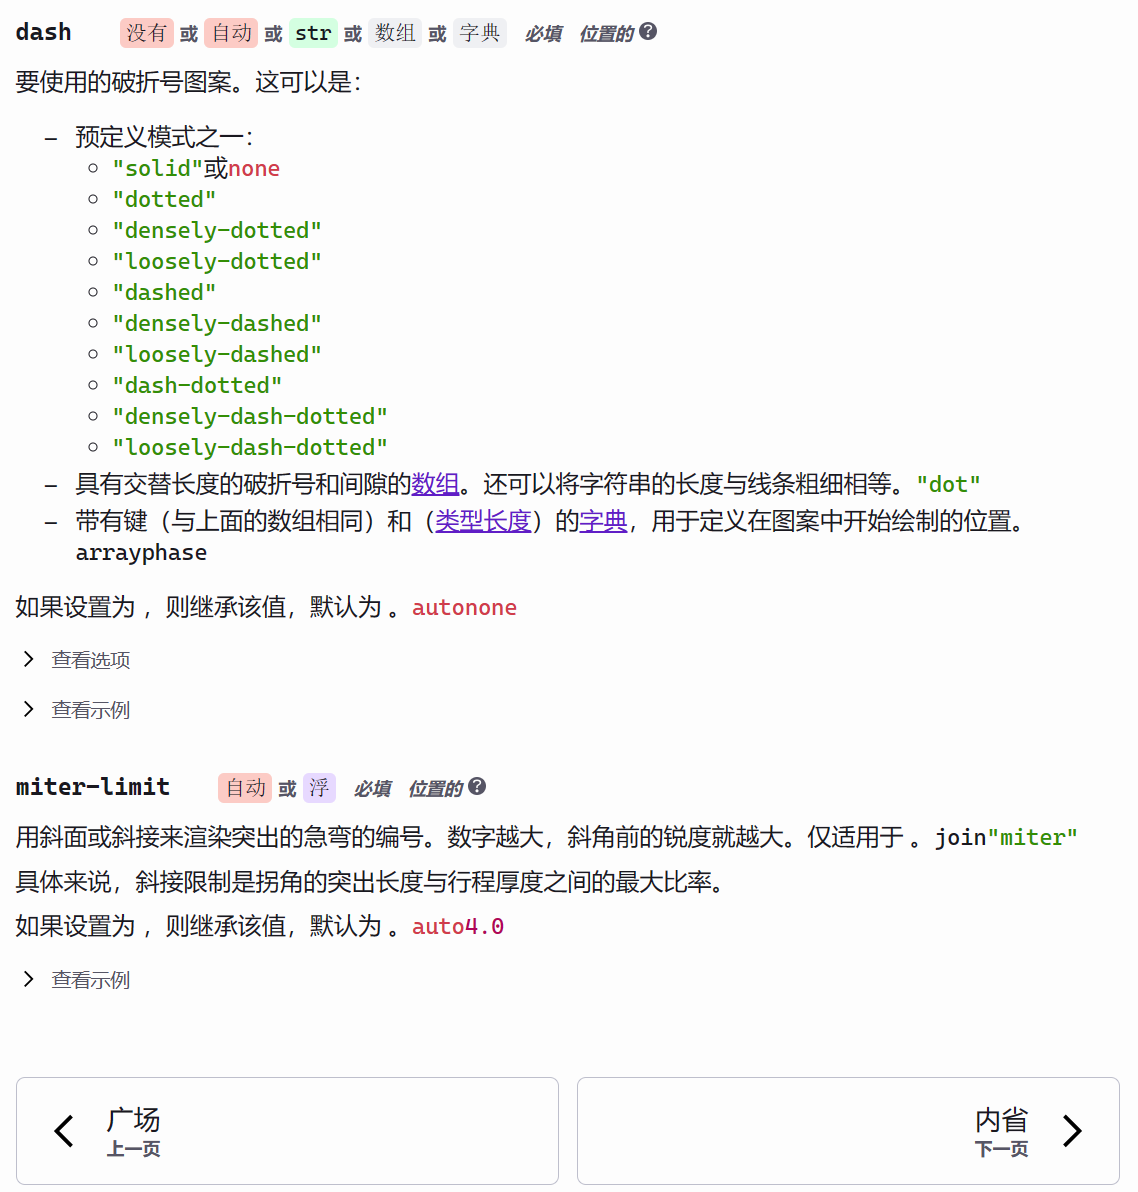 dash 没有 或 自动 或 str 或 数组 或 字典 必填 位置的 ?
要使用的破折号图案。这可以是：
– 预定义模式之一：
"solid"或none
"dotted"
"densely-dotted"
"loosely-dotted"
"dashed"
"densely-dashed"
"loosely-dashed"
"dash-dotted"
"densely-dash-dotted"
"loosely-dash-dotted"
– 具有交替长度的破折号和间隙的数组。还可以将字符串的长度与线条粗细相等。"dot"
– 带有键（与上面的数组相同）和（类型长度）的字典，用于定义在图案中开始绘制的位置。
arrayphase
如果设置为 ，则继承该值，默认为 。autonone
查看选项
查看示例
miter-limit 自动 或 浮 必填 位置的 ?
用斜面或斜接来渲染突出的急弯的编号。数字越大，斜角前的锐度就越大。仅适用于 。join"miter"
具体来说，斜接限制是拐角的突出长度与行程厚度之间的最大比率。
如果设置为 ，则继承该值，默认为 。auto4.0
查看示例
广场
上一页
内省
下一页